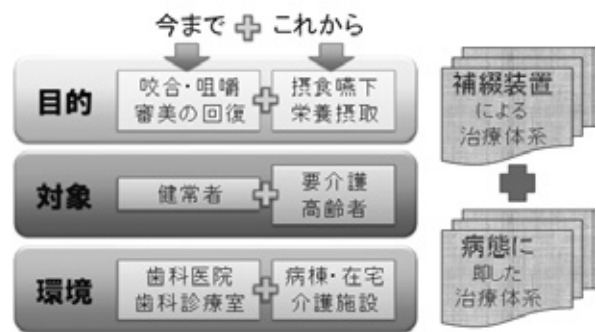 今まで + これから
目的
咬合・咀嚼
審美の回復
+
摂食嚥下
栄養摂取
対象
健常者
+
要介護
高齢者
環境
歯科医院
歯科診療室
+
病棟・在宅
介護施設
補綴装置
による
治療体系
+
病態に
即した
治療体系